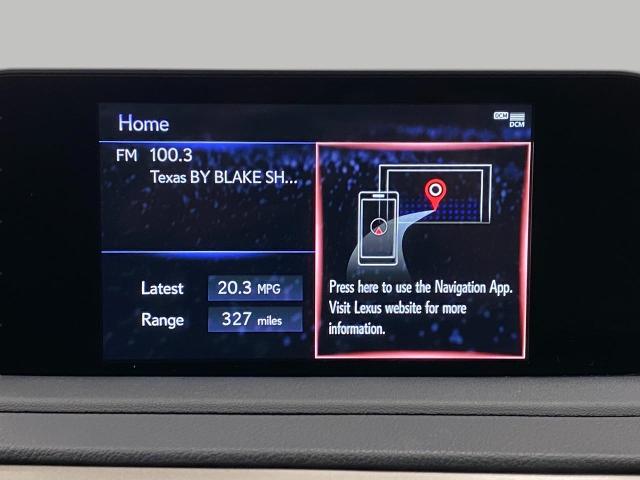 Home
DCM
DCM
FM 100.3
Texas BY BLAKE SH...
Latest 20.3 MPG
Range 327 miles
Press here to use the Navigation App.
Visit Lexus website for more
information.